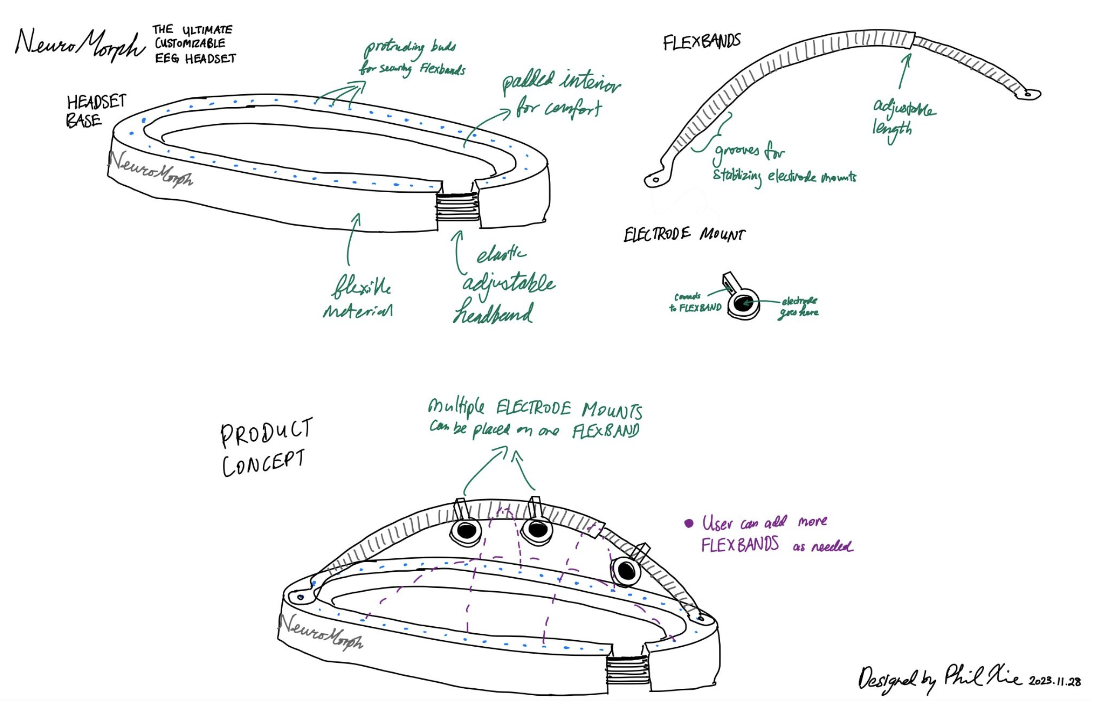 NeuroMorph
THE ULTIMATE
CUSTOMIZABLE
EEG HEADSET
HEADSET
BASE
protruding buds
for securing Flexbands
padded interior
for comfort
NeuroMorph
flexible
material
elastic
adjustable
headband
FLEXBANDS
adjustable
length
grooves for
stabilizing electrode mounts
ELECTRODE MOUNT
connects
to FLEXBAND
electrode
goes here
PRODUCT
CONCEPT
multiple ELECTRODE MOUNTS
can be placed on one FLEXBAND
• User can add more
FLEXBANDS as needed
NeuroMorph
Designed by Phil Xie 2023.11.28